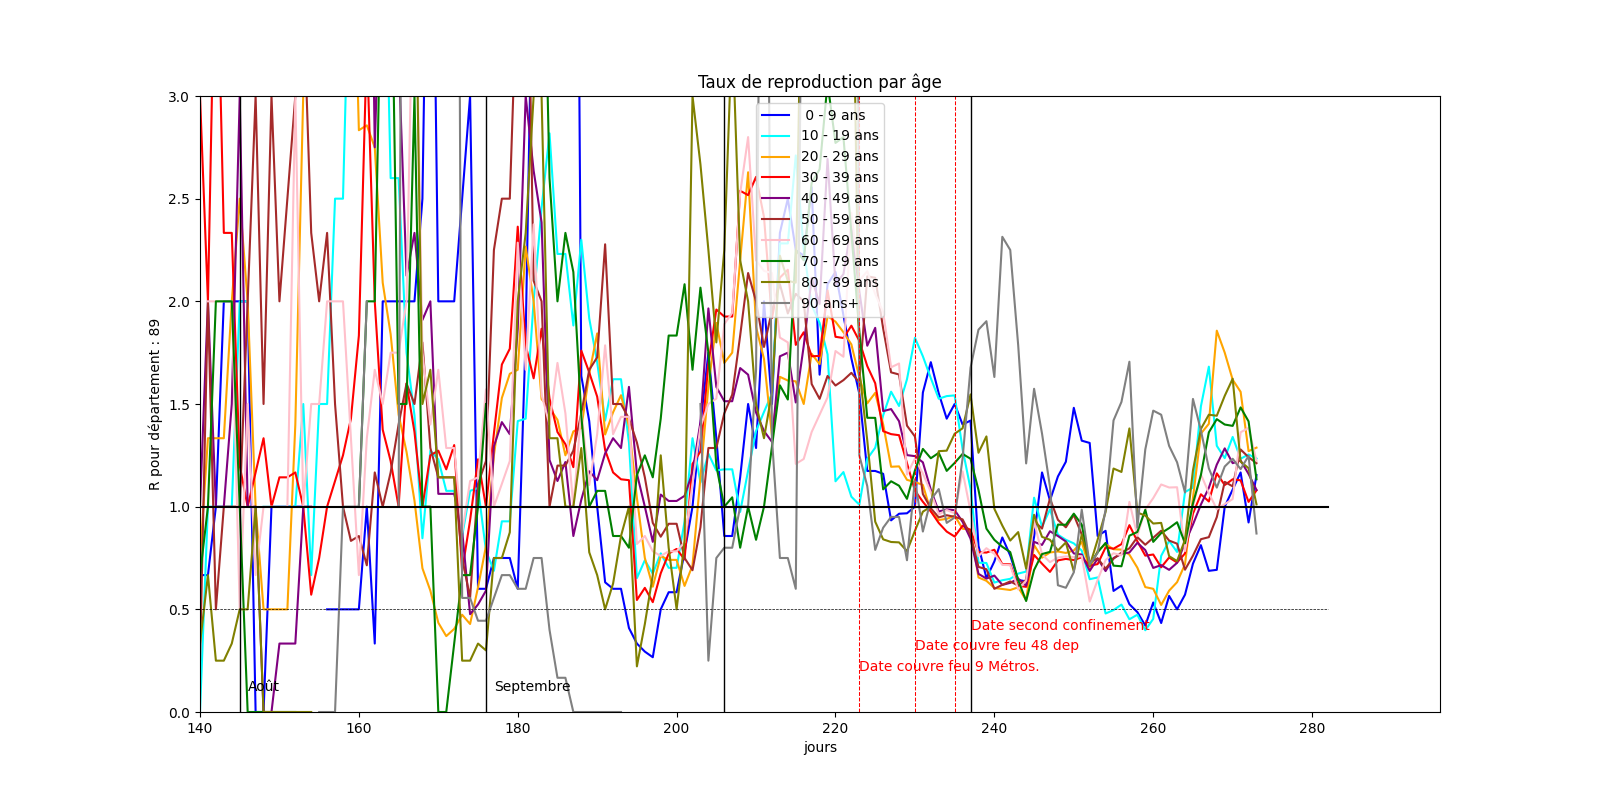 Taux de reproduction par âge
R pour département : 89
3.0
2.5
2.0
1.5
1.0
0.5
0.0
0 - 9 ans
10 - 19 ans
20 - 29 ans
30 - 39 ans
40 - 49 ans
50 - 59 ans
60 - 69 ans
70 - 79 ans
80 - 89 ans
90 ans+
Date second confinement
Date couvre feu 48 dep
Date couvre feu 9 Métros.
Août
Septembre
140
160
180
200
220
240
260
280
jours